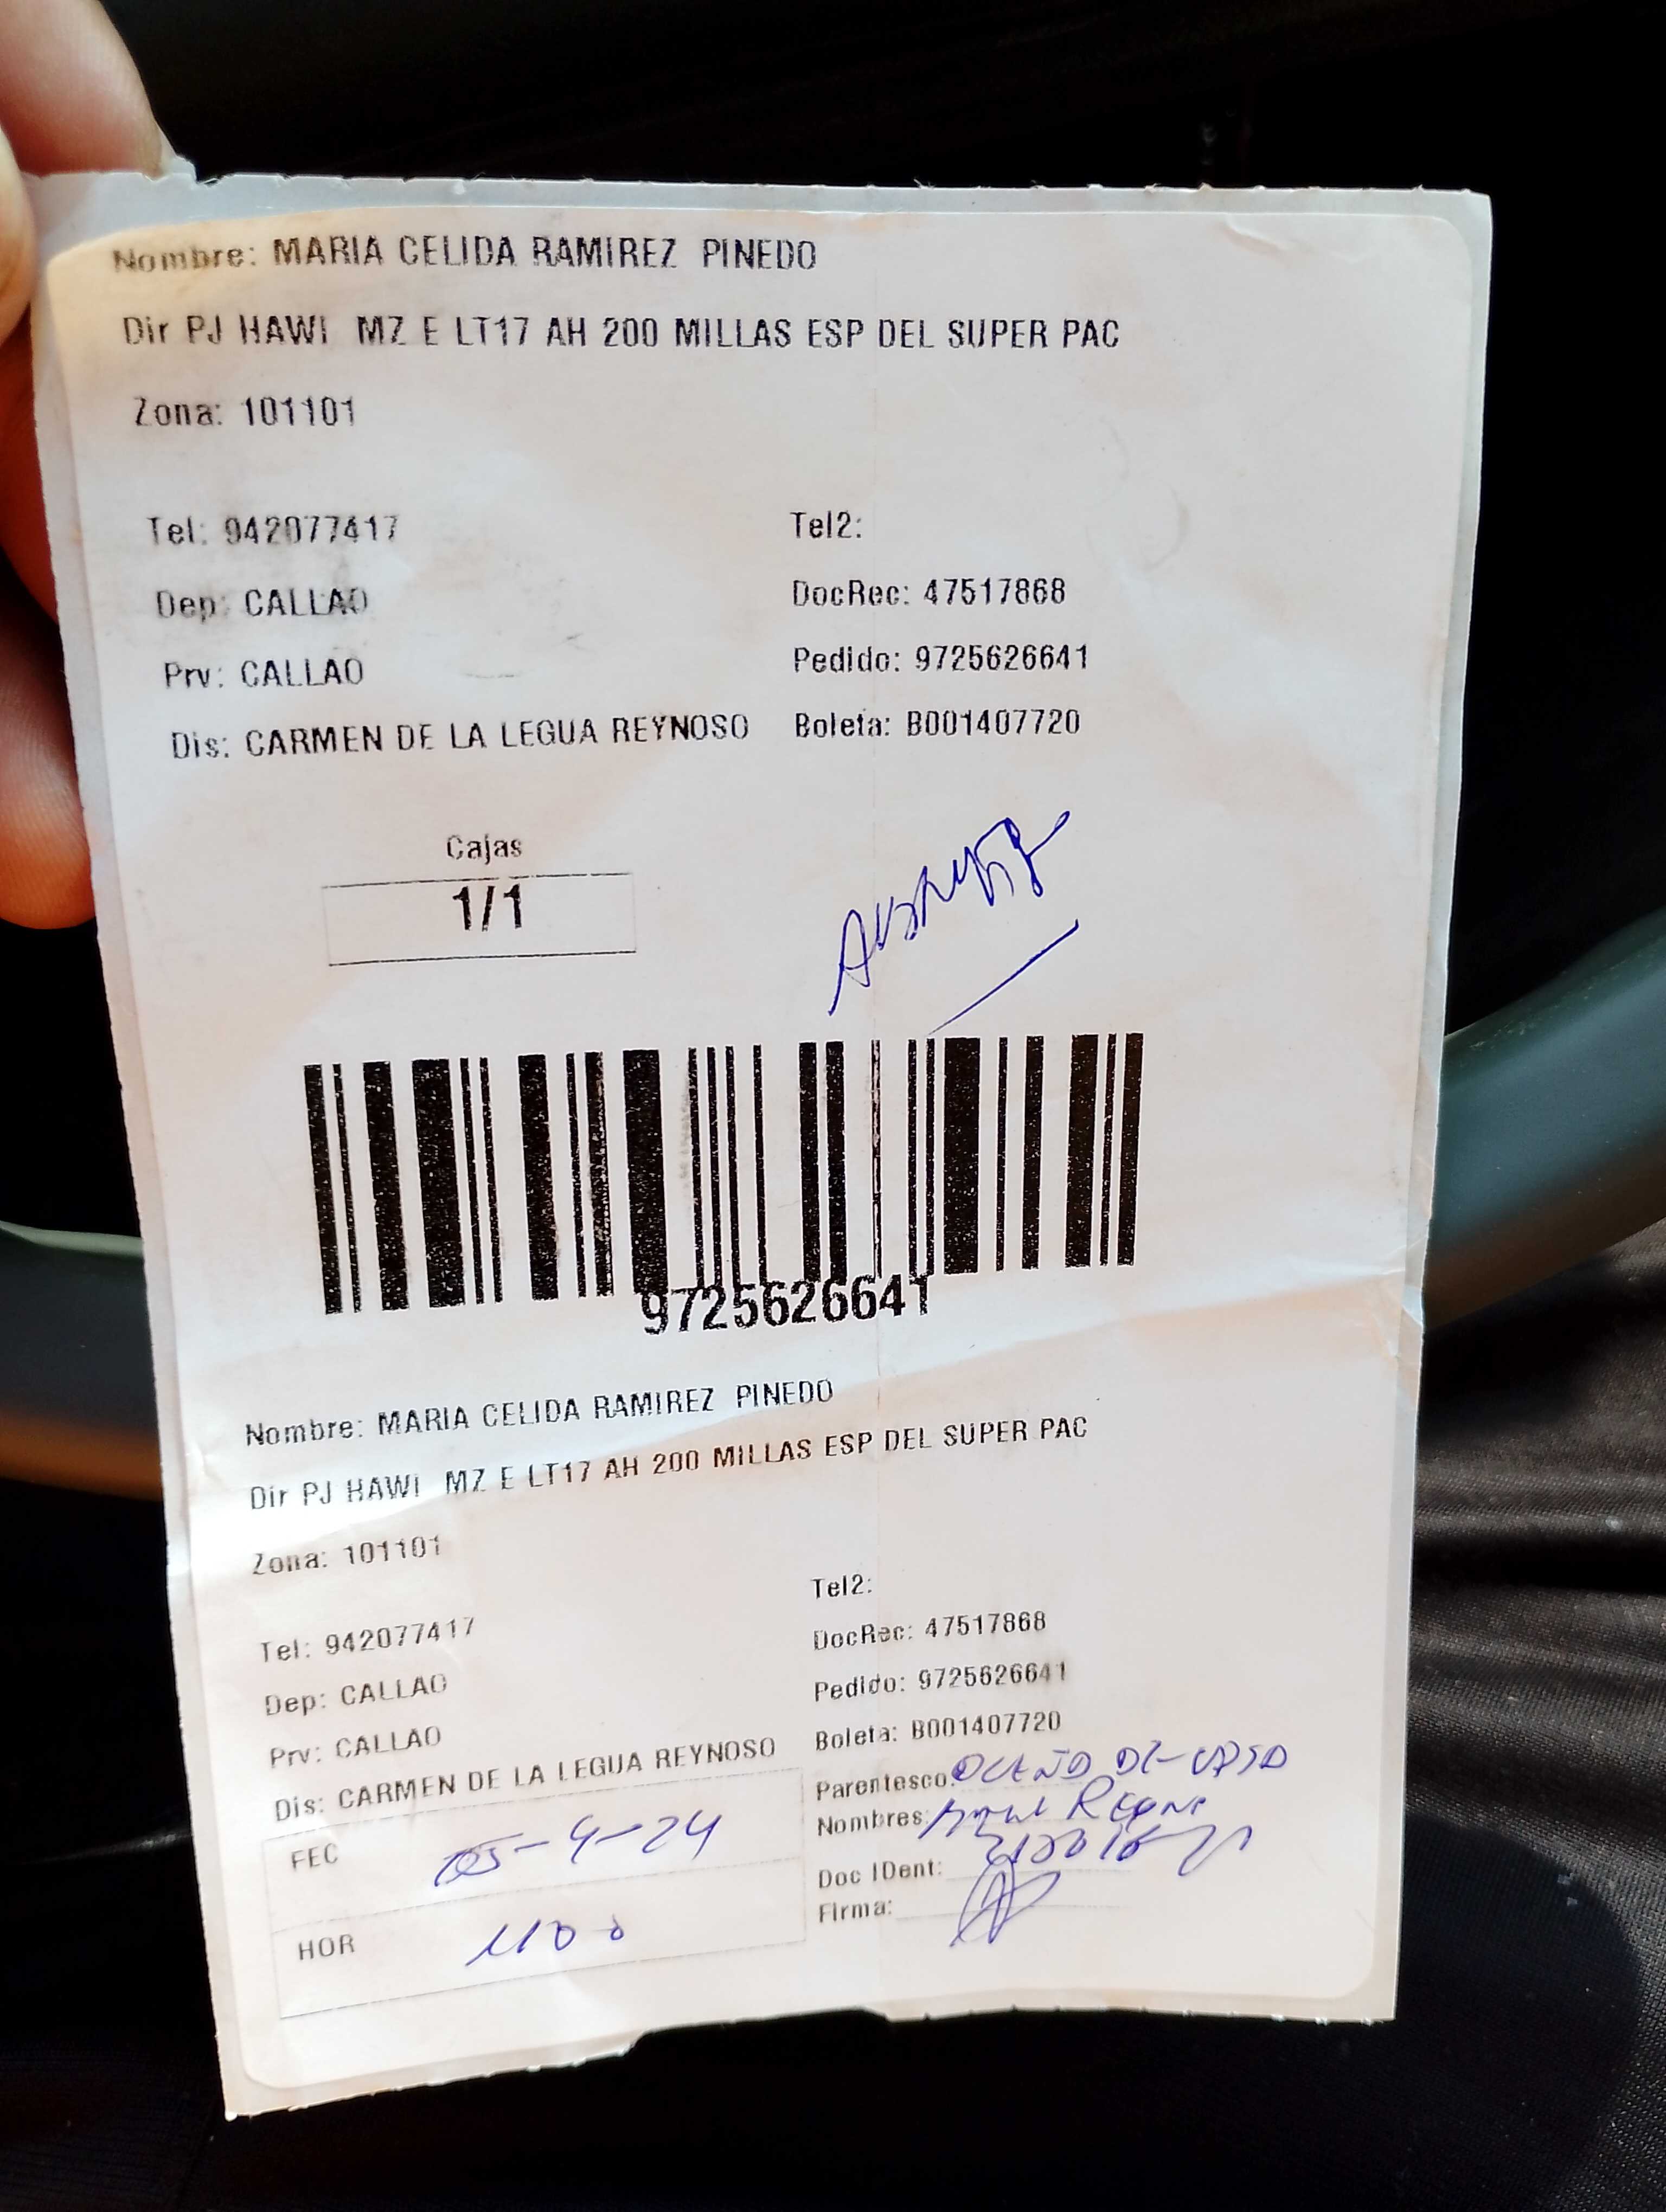 Nombre: MARIA CELIDA RAMIREZ PINEDO
Dir PJ HAWI MZ E LT17 AH 200 MILLAS ESP DEL SUPER PAC
Zona: 101101
Tel: 942077417 Tel2:
Dep: CALLAO DocRec: 47517868
Prv: CALLAO Pedido: 9725626641
Dis: CARMEN DE LA LEGUA REYNOSO Boleta: B001407720
Cajas
1/1
9725626641
Nombre: MARIA CELIDA RAMIREZ PINEDO
Dir PJ HAWI MZ E LT17 AH 200 MILLAS ESP DEL SUPER PAC
Zona: 101101
Tel2:
Tel: 942077417 DocRec: 47517868
Dep: CALLAO Pedido: 9725626641
Prv: CALLAO Boleta: B001407720
Dis: CARMEN DE LA LEGUA REYNOSO Parentesco:
Nombres:
FEC 05-4-24 Doc IDent:
Firma:
HOR 1100